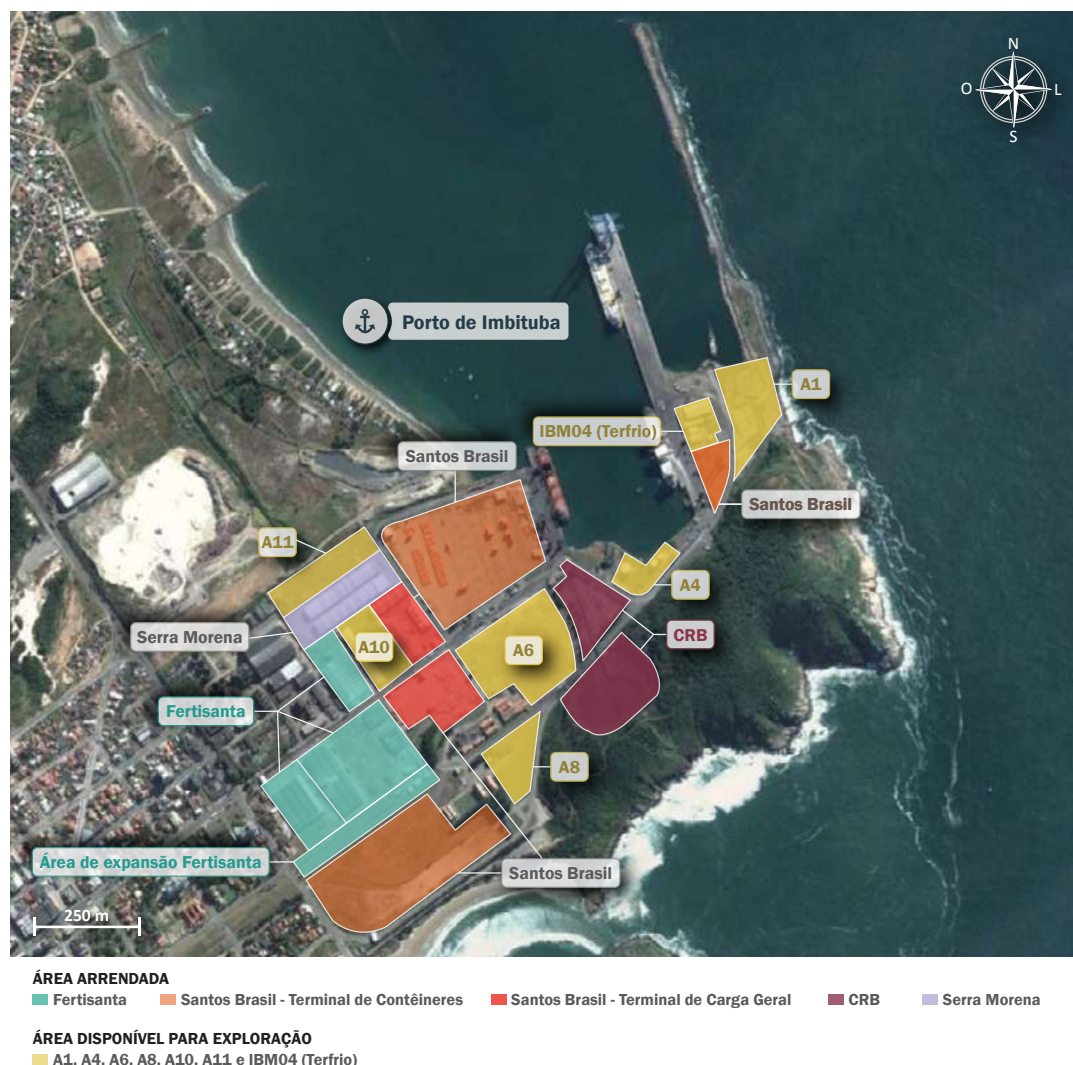 N
O
L
S
Porto de Imbituba
A1
IBM04 (Terfrio)
Santos Brasil
Santos Brasil
A11
A4
Serra Morena
A10
A6
CRB
Fertisanta
A8
Área de expansão Fertisanta
Santos Brasil
250 m
ÁREA ARRENDADA
Fertisanta Santos Brasil - Terminal de Contêineres Santos Brasil - Terminal de Carga Geral CRB Serra Morena
ÁREA DISPONÍVEL PARA EXPLORAÇÃO
A1, A4, A6, A8, A10, A11 e IBM04 (Terfrio)